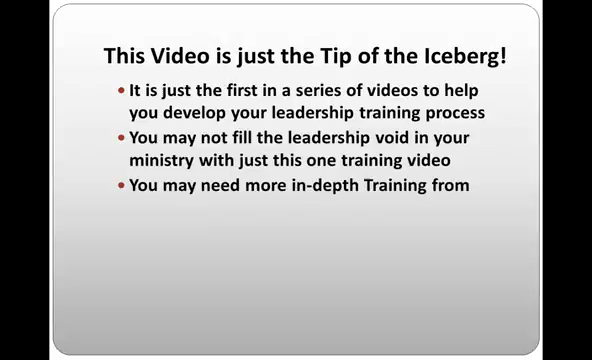 This Video is just the Tip of the Iceberg!
• It is just the first in a series of videos to help
you develop your leadership training process
• You may not fill the leadership void in your
ministry with just this one training video
• You may need more in-depth Training from